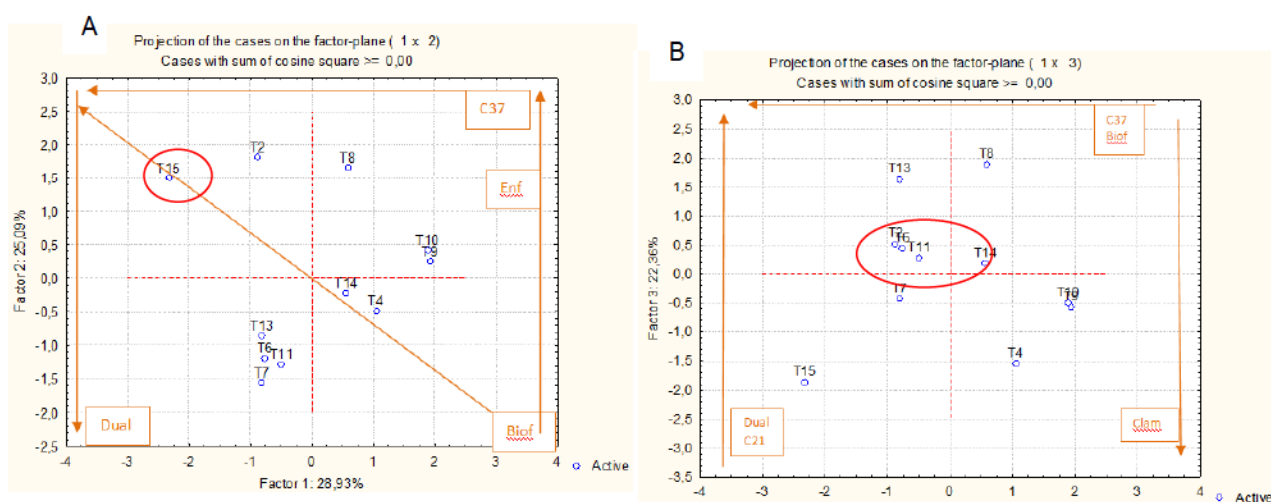 A
Projection of the cases on the factor-plane ( 1 x 2)
Cases with sum of cosine square >= 0,00
3,0
2,5
2,0
1,5
1,0
0,5
0,0
-0,5
-1,0
-1,5
-2,0
-2,5
-4
-3
-2
-1
0
1
2
3
4
Factor 1: 28,93%
Factor 2: 25,09%
C37
Enf
Dual
Biof
T15
T2
T8
T10
T9
T14
T4
T13
T6
T11
T7
Active
B
Projection of the cases on the factor-plane ( 1 x 3)
Cases with sum of cosine square >= 0,00
3,0
2,5
2,0
1,5
1,0
0,5
0,0
-0,5
-1,0
-1,5
-2,0
-2,5
-3,0
-3,5
-4
-3
-2
-1
0
1
2
3
4
Factor 3: 22,36%
C37
Biof
Dual
C21
Clam
T13
T8
T2
T6
T11
T14
T7
T10
T9
T4
T15
Active